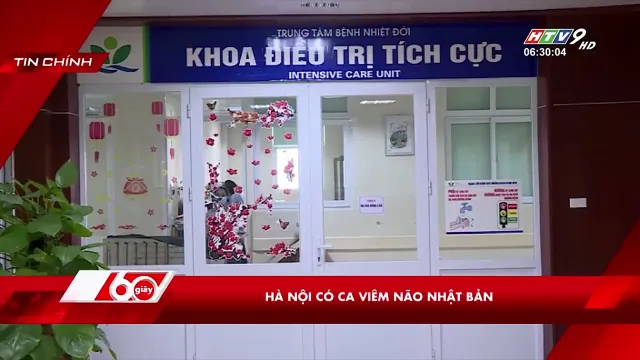 TIN CHÍNH
HTV9 HD
06:30:04
TRUNG TÂM BỆNH NHIỆT ĐỚI
KHOA ĐIỀU TRỊ TÍCH CỰC
INTENSIVE CARE UNIT
60 giây
HÀ NỘI CÓ CA VIÊM NÃO NHẬT BẢN